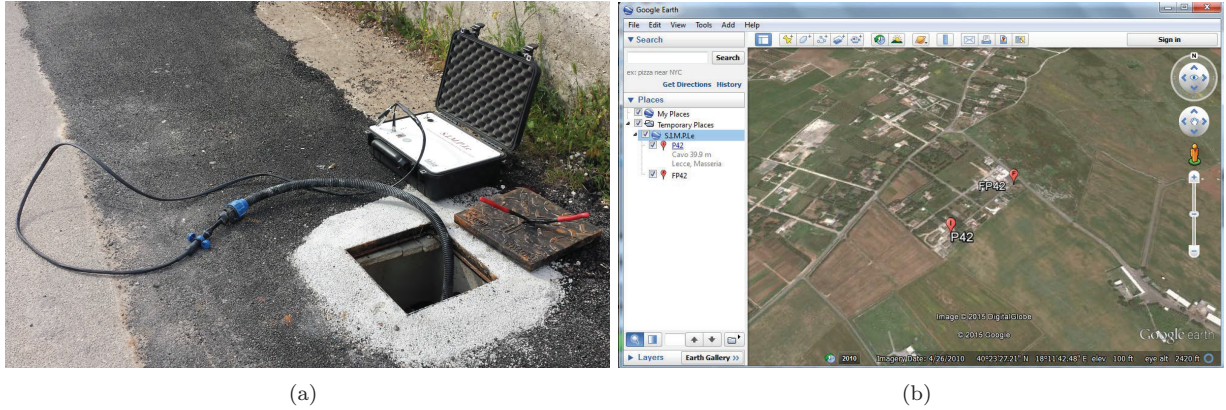 S.I.M.P.Le
Google Earth
File Edit View Tools Add Help
▼ Search
Search
ex: pizza near NYC
Get Directions History
▼ Places
My Places
Temporary Places
S.I.M.P.Le
P42
Cavo 39.9 m
Lecce, Masseria
FP42
▶ Layers
Earth Gallery >>
Sign in
N
FP42
P42
Image © 2015 DigitalGlobe
© 2015 Google
Google earth
2010
Imagery Date: 4/26/2010 40°23'27.21" N 18°11'42.48" E elev 100 ft eye alt 2420 ft
(a)
(b)